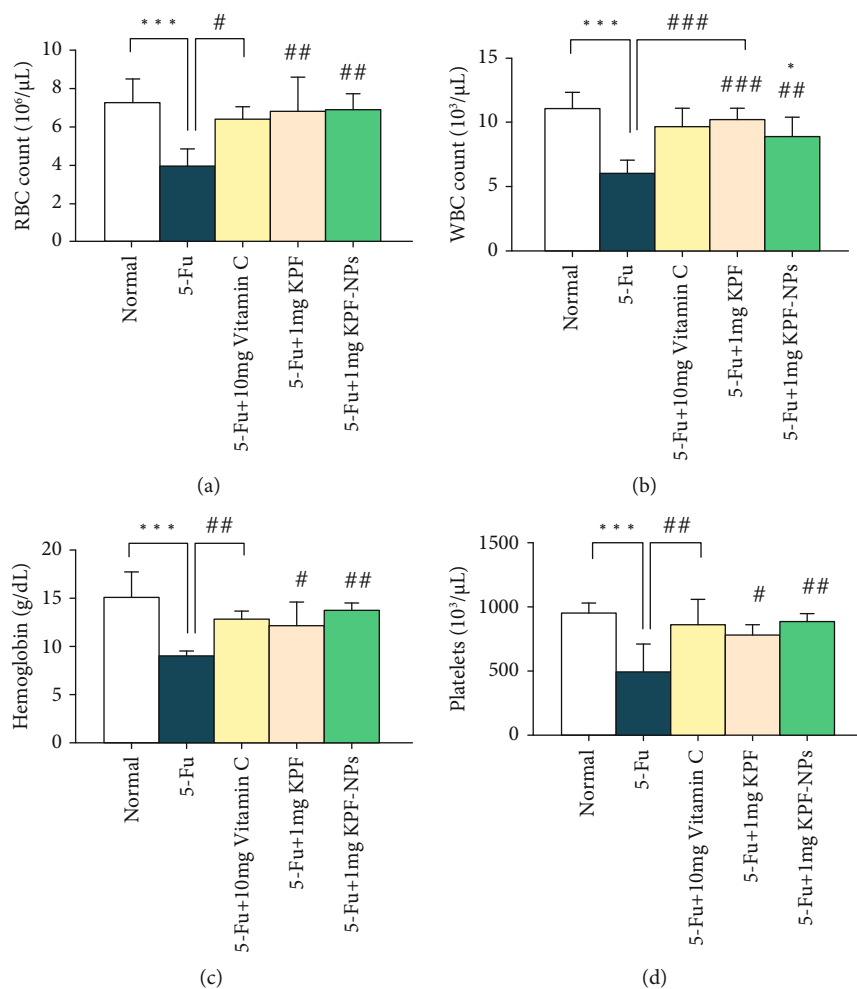 * * *
#
##
##
RBC count (10⁶/μL)
10
8
6
4
2
0
Normal
5-Fu
5-Fu+10mg Vitamin C
5-Fu+1mg KPF
5-Fu+1mg KPF-NPs
(a)
* * *
###
###
*
##
WBC count (10³/μL)
15
10
5
0
Normal
5-Fu
5-Fu+10mg Vitamin C
5-Fu+1mg KPF
5-Fu+1mg KPF-NPs
(b)
* * *
##
#
##
Hemoglobin (g/dL)
20
15
10
5
0
Normal
5-Fu
5-Fu+10mg Vitamin C
5-Fu+1mg KPF
5-Fu+1mg KPF-NPs
(c)
* * *
##
#
##
Platelets (10³/μL)
1500
1000
500
0
Normal
5-Fu
5-Fu+10mg Vitamin C
5-Fu+1mg KPF
5-Fu+1mg KPF-NPs
(d)